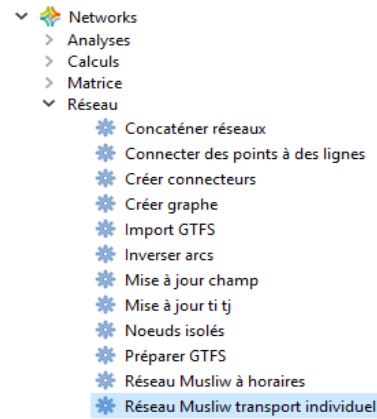 Networks
Analyses
Calculs
Matrice
Réseau
Concaténer réseaux
Connecter des points à des lignes
Créer connecteurs
Créer graphe
Import GTFS
Inverser arcs
Mise à jour champ
Mise à jour ti tj
Noeuds isolés
Préparer GTFS
Réseau Musliw à horaires
Réseau Musliw transport individuel